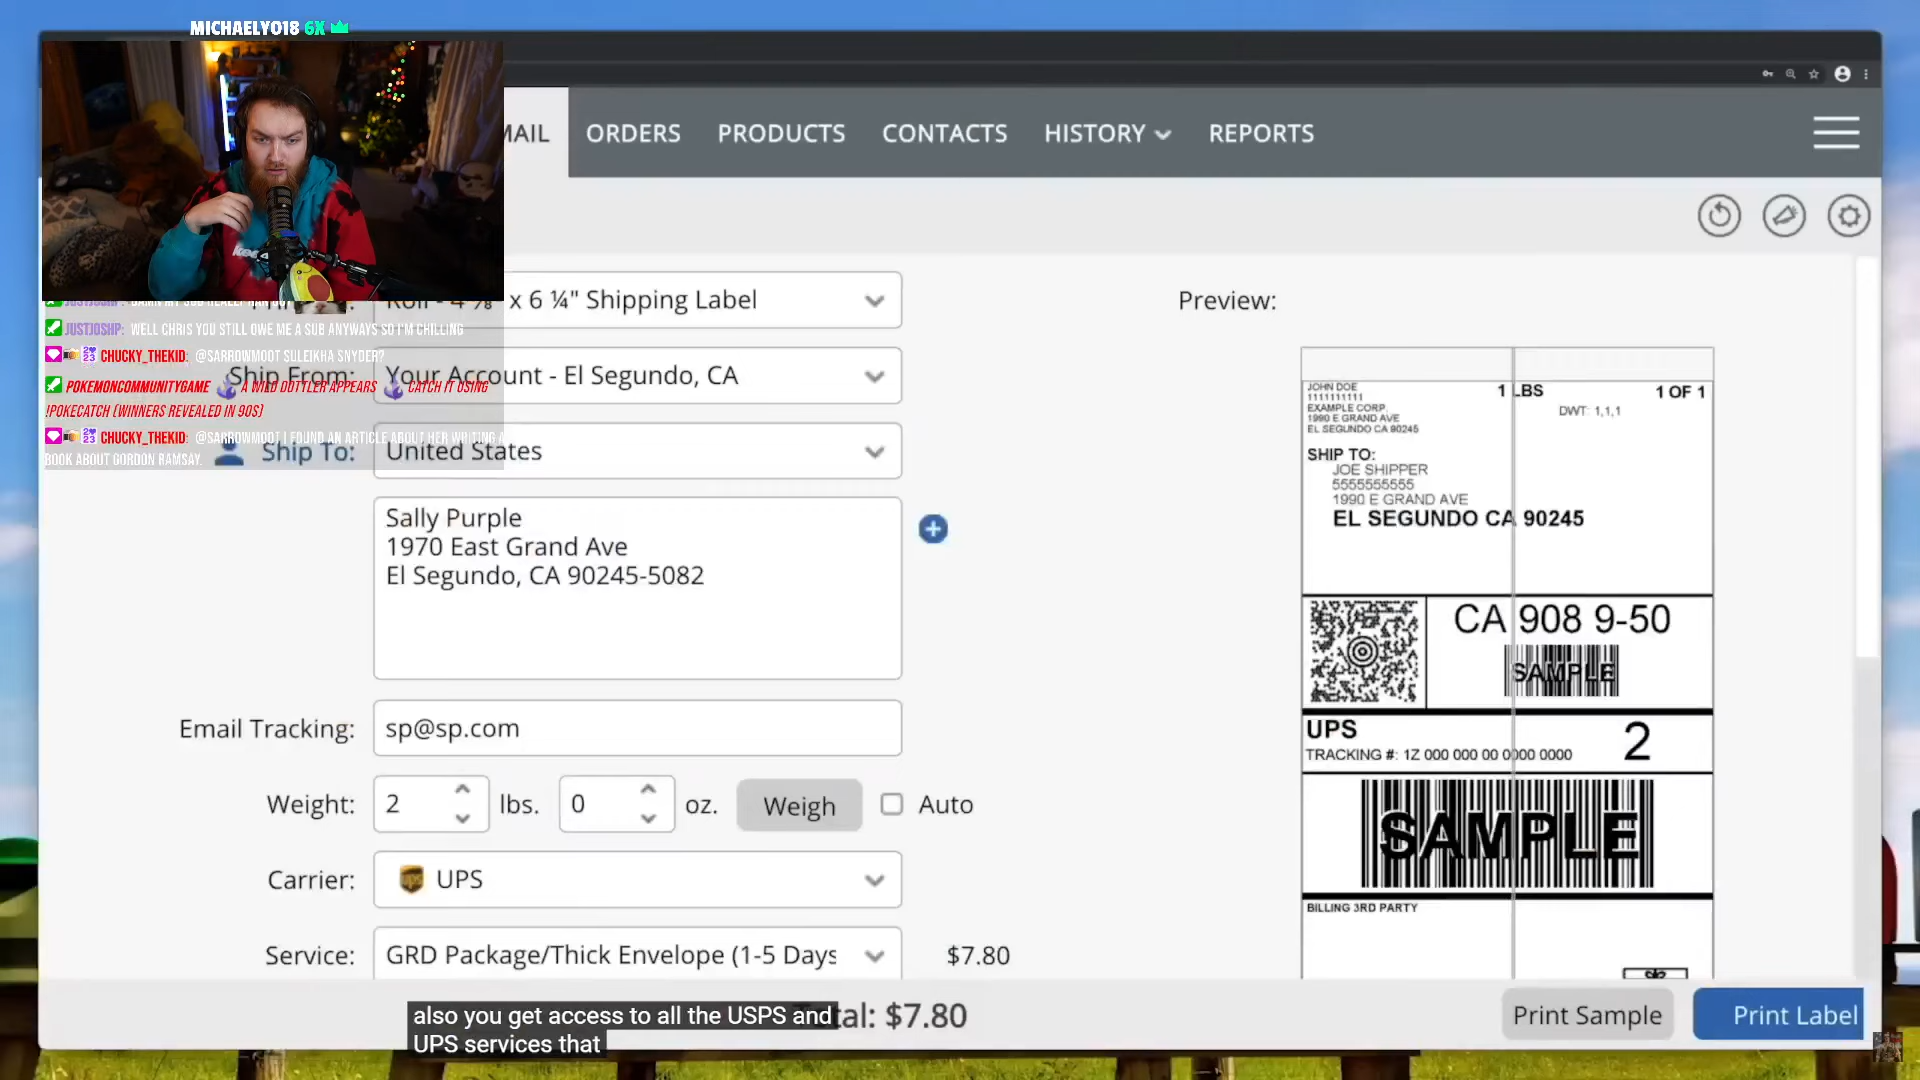 MICHAELYO18 6X
MAIL
ORDERS
PRODUCTS
CONTACTS
HISTORY
REPORTS
x 6 ¼" Shipping Label
JUSTJOSHP: WELL CHRIS YOU STILL OWE ME A SUB ANYWAYS SO I'M CHILLING
CHUCKY_THEKID: @SARROWMOOT SULEIKHA SNYDER?
POKEMONCOMMUNITYGAME A WILD DOTTLER APPEARS CATCH IT USING
!POKECATCH (WINNERS REVEALED IN 90S)
CHUCKY_THEKID: @SARROWMOOT I FOUND AN ARTICLE ABOUT HER WRITING A
BOOK ABOUT GORDON RAMSAY.
Ship From:
Your Account - El Segundo, CA
Ship To:
United States
Sally Purple
1970 East Grand Ave
El Segundo, CA 90245-5082
Email Tracking:
sp@sp.com
Weight:
2
lbs.
0
oz.
Weigh
Auto
Carrier:
UPS
Service:
GRD Package/Thick Envelope (1-5 Days
$7.80
Preview:
JOHN DOE
1111111111
EXAMPLE CORP
1990 E GRAND AVE
EL SEGUNDO CA 90245
1 LBS
1 OF 1
DWT: 1,1,1
SHIP TO:
JOE SHIPPER
5555555555
1990 E GRAND AVE
EL SEGUNDO CA 90245
CA 908 9-50
SAMPLE
UPS
TRACKING #: 1Z 000 000 00 0000 0000
2
SAMPLE
BILLING 3RD PARTY
also you get access to all the USPS and
UPS services that
$7.80
Print Sample
Print Label